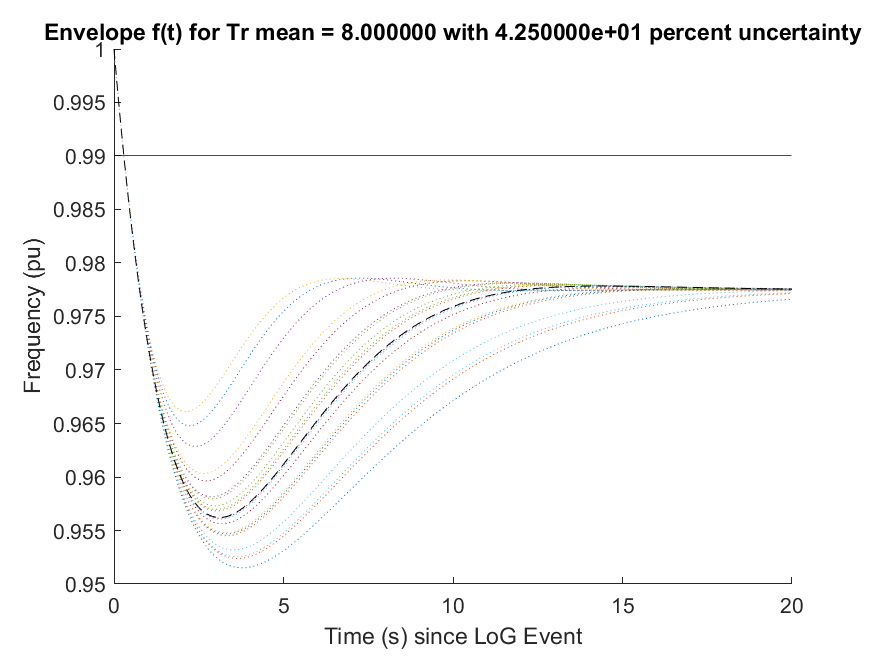 Envelope f(t) for Tr mean = 8.000000 with 4.250000e+01 percent uncertainty
1
0.995
0.99
0.985
0.98
0.975
0.97
0.965
0.96
0.955
0.95
Frequency (pu)
0 5 10 15 20
Time (s) since LoG Event